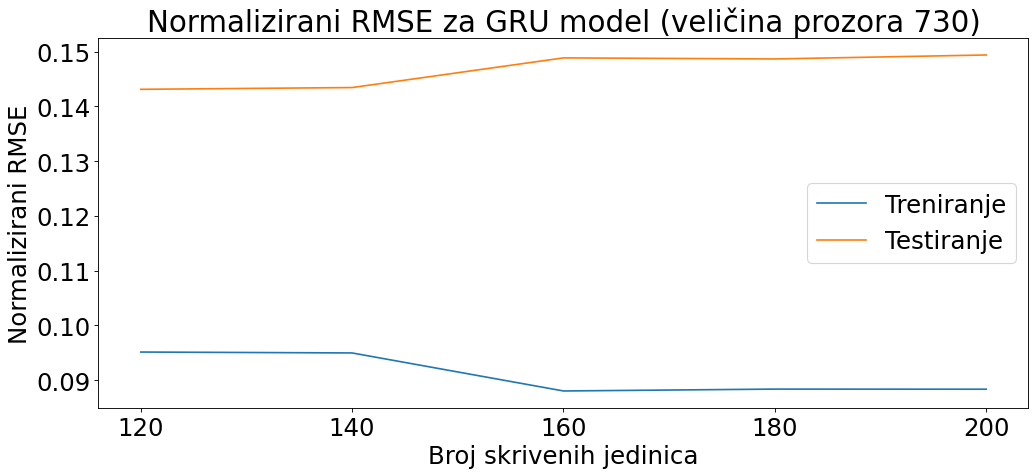 Normalizirani RMSE za GRU model (veličina prozora 730)
Normalizirani RMSE
0.15
0.14
0.13
0.12
0.11
0.10
0.09
Treniranje
Testiranje
120 140 160 180 200
Broj skrivenih jedinica